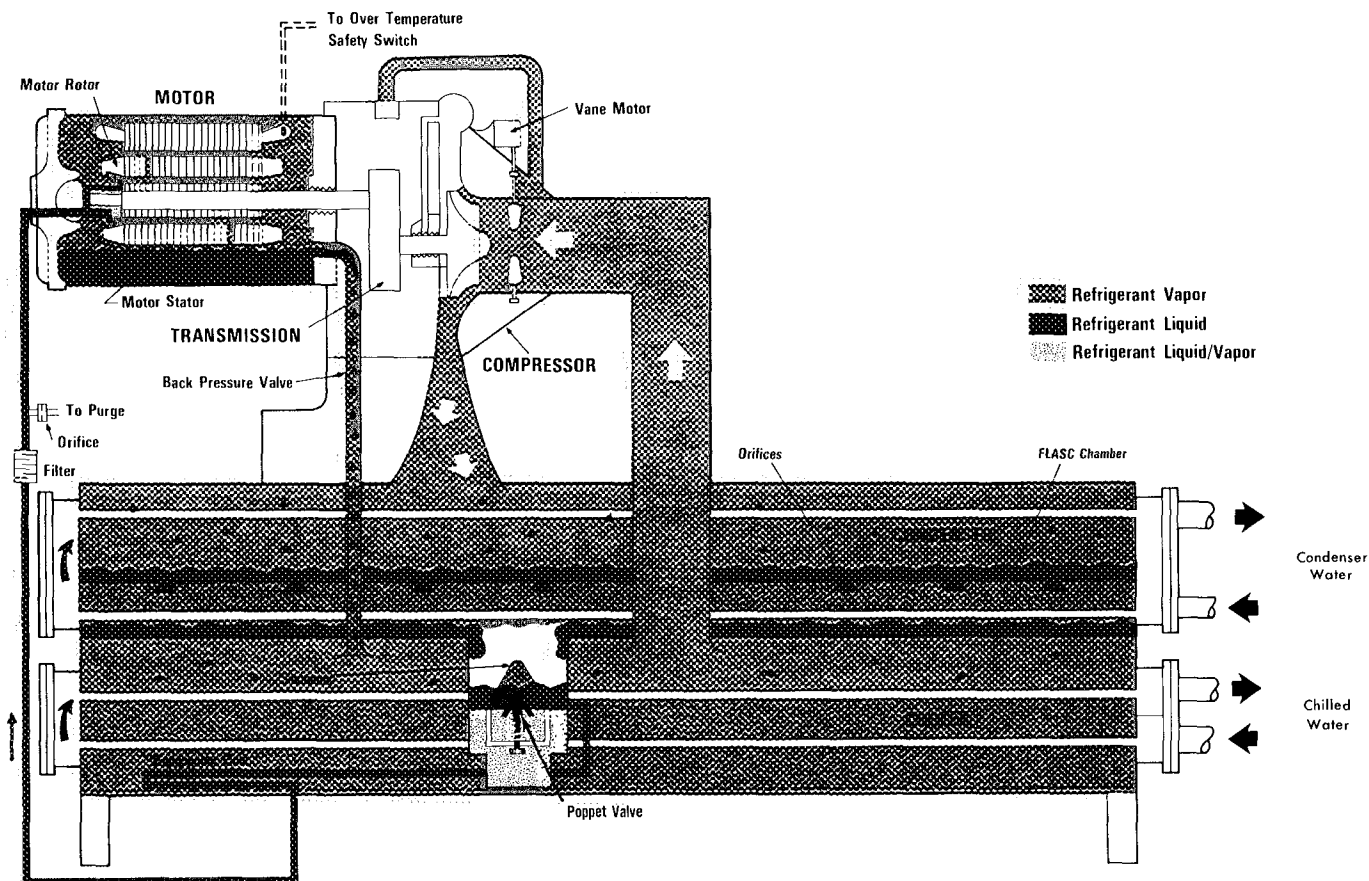 To Over Temperature
Safety Switch
Motor Rotor
MOTOR
Vane Motor
Motor Stator
TRANSMISSION
COMPRESSOR
Back Pressure Valve
Refrigerant Vapor
Refrigerant Liquid
Refrigerant Liquid/Vapor
To Purge
Orifice
Filter
Orifices
FLASC Chamber
CONDENSER
Condenser
Water
Chilled
Water
Poppet Valve